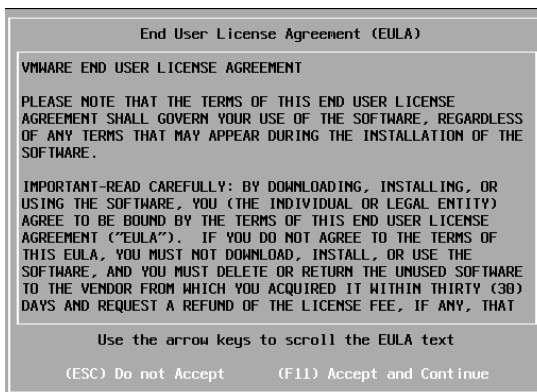 End User License Agreement (EULA)
VMWARE END USER LICENSE AGREEMENT
PLEASE NOTE THAT THE TERMS OF THIS END USER LICENSE
AGREEMENT SHALL GOVERN YOUR USE OF THE SOFTWARE, REGARDLESS
OF ANY TERMS THAT MAY APPEAR DURING THE INSTALLATION OF THE
SOFTWARE.
IMPORTANT-READ CAREFULLY: BY DOWNLOADING, INSTALLING, OR
USING THE SOFTWARE, YOU (THE INDIVIDUAL OR LEGAL ENTITY)
AGREE TO BE BOUND BY THE TERMS OF THIS END USER LICENSE
AGREEMENT ("EULA"). IF YOU DO NOT AGREE TO THE TERMS OF
THIS EULA, YOU MUST NOT DOWNLOAD, INSTALL, OR USE THE
SOFTWARE, AND YOU MUST DELETE OR RETURN THE UNUSED SOFTWARE
TO THE VENDOR FROM WHICH YOU ACQUIRED IT WITHIN THIRTY (30)
DAYS AND REQUEST A REFUND OF THE LICENSE FEE, IF ANY, THAT
Use the arrow keys to scroll the EULA text
(ESC) Do not Accept (F11) Accept and Continue